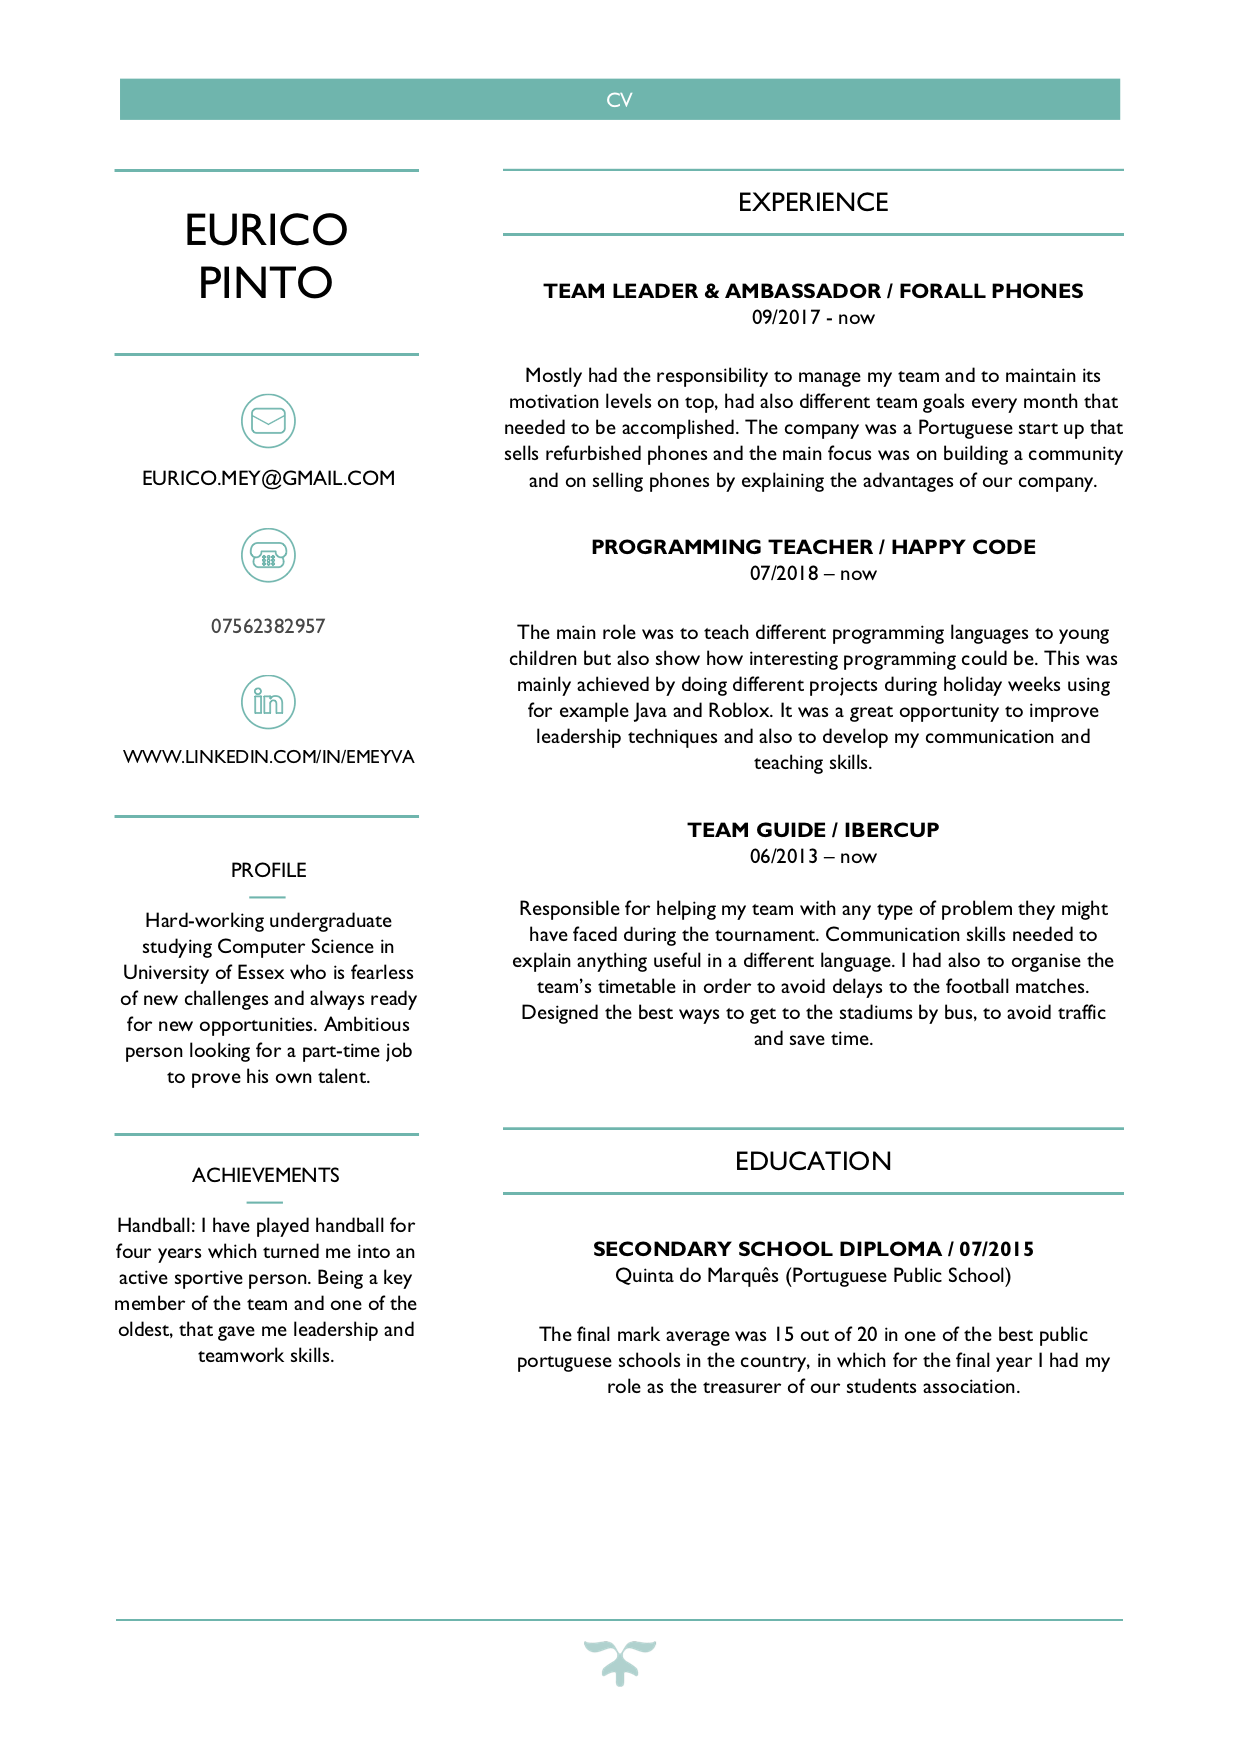 CV
EURICO
PINTO
EURICO.MEY@GMAIL.COM
07562382957
in
WWW.LINKEDIN.COM/IN/EMEYVA
PROFILE
Hard-working undergraduate
studying Computer Science in
University of Essex who is fearless
of new challenges and always ready
for new opportunities. Ambitious
person looking for a part-time job
to prove his own talent.
ACHIEVEMENTS
Handball: I have played handball for
four years which turned me into an
active sportive person. Being a key
member of the team and one of the
oldest, that gave me leadership and
teamwork skills.
EXPERIENCE
TEAM LEADER & AMBASSADOR / FORALL PHONES
09/2017 - now
Mostly had the responsibility to manage my team and to maintain its
motivation levels on top, had also different team goals every month that
needed to be accomplished. The company was a Portuguese start up that
sells refurbished phones and the main focus was on building a community
and on selling phones by explaining the advantages of our company.
PROGRAMMING TEACHER / HAPPY CODE
07/2018 – now
The main role was to teach different programming languages to young
children but also show how interesting programming could be. This was
mainly achieved by doing different projects during holiday weeks using
for example Java and Roblox. It was a great opportunity to improve
leadership techniques and also to develop my communication and
teaching skills.
TEAM GUIDE / IBERCUP
06/2013 – now
Responsible for helping my team with any type of problem they might
have faced during the tournament. Communication skills needed to
explain anything useful in a different language. I had also to organise the
team’s timetable in order to avoid delays to the football matches.
Designed the best ways to get to the stadiums by bus, to avoid traffic
and save time.
EDUCATION
SECONDARY SCHOOL DIPLOMA / 07/2015
Quinta do Marquês (Portuguese Public School)
The final mark average was 15 out of 20 in one of the best public
portuguese schools in the country, in which for the final year I had my
role as the treasurer of our students association.